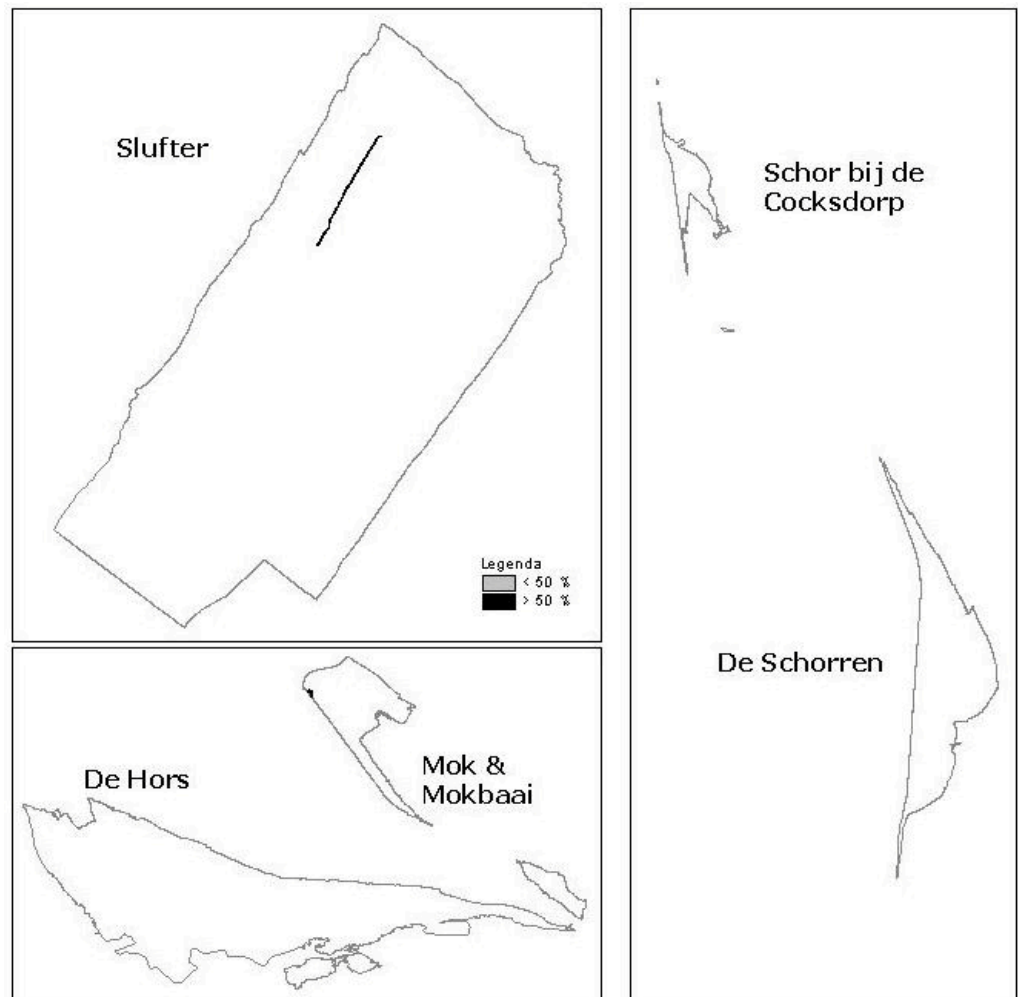 Slufter
Legenda
< 50 %
> 50 %
De Hors
Mok &
Mokbaai
Schor bij de
Cocksdorp
De Schorren